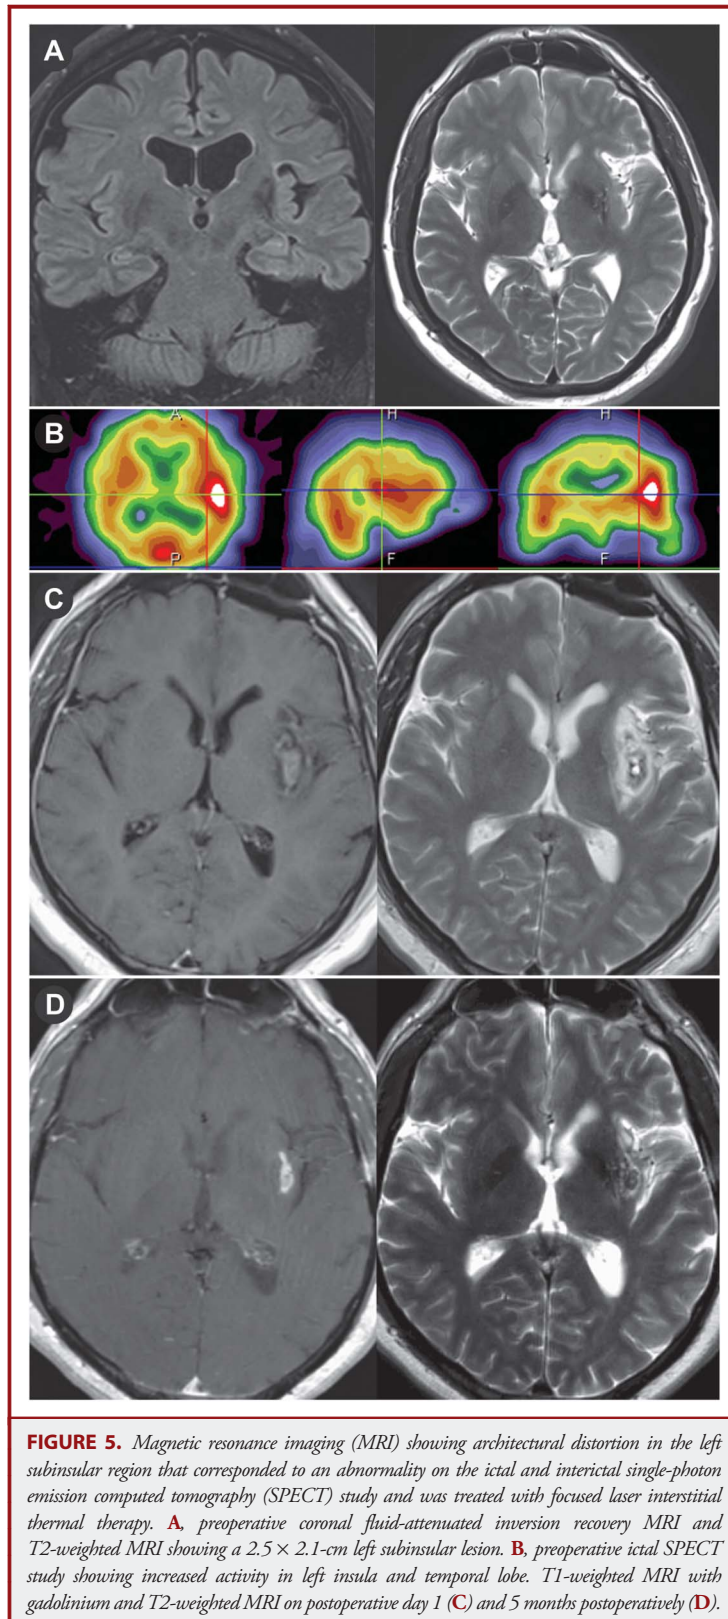 A
B
A
P
H
F
H
F
C
D
FIGURE 5. Magnetic resonance imaging (MRI) showing architectural distortion in the left
subinsular region that corresponded to an abnormality on the ictal and interictal single-photon
emission computed tomography (SPECT) study and was treated with focused laser interstitial
thermal therapy. A, preoperative coronal fluid-attenuated inversion recovery MRI and
T2-weighted MRI showing a 2.5 × 2.1-cm left subinsular lesion. B, preoperative ictal SPECT
study showing increased activity in left insula and temporal lobe. T1-weighted MRI with
gadolinium and T2-weighted MRI on postoperative day 1 (C) and 5 months postoperatively (D).